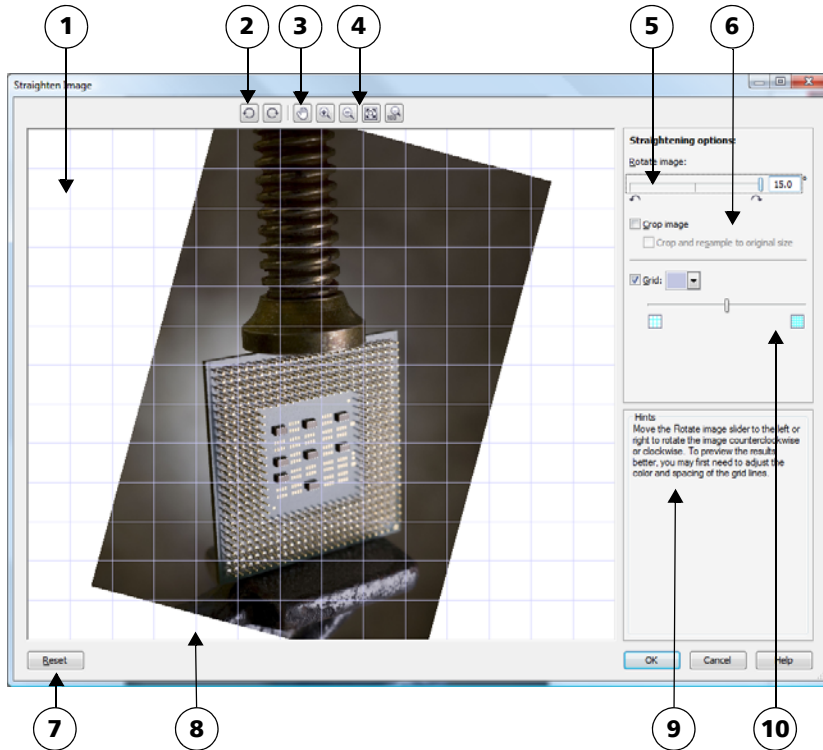 1 2 3 4 5 6
Straighten Image
Straightening options:
Rotate image:
15.0 °
Crop image
Crop and resample to original size
Grid:
Hints
Move the Rotate image slider to the left or
right to rotate the image counterclockwise
or clockwise. To preview the results
better, you may first need to adjust the
color and spacing of the grid lines.
Reset OK Cancel Help
7 8 9 10